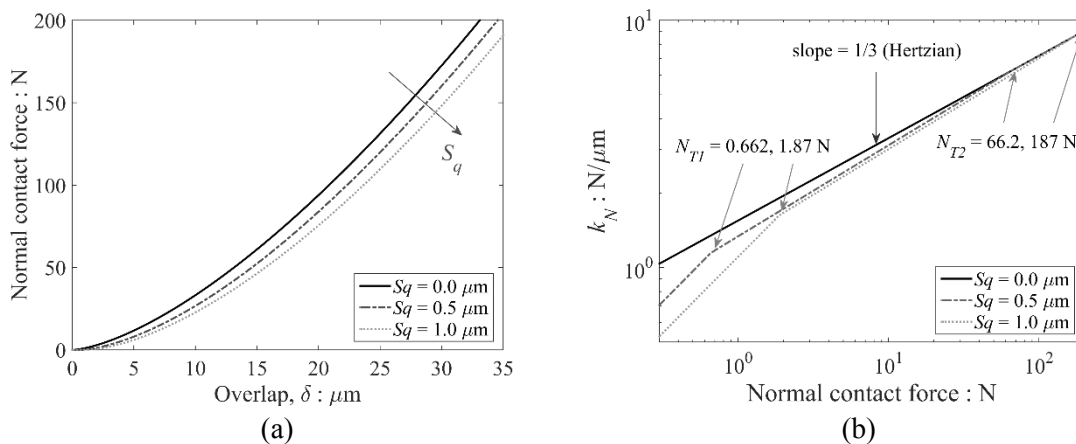 200
150
100
50
0
Normal contact force : N
S_q
Sq = 0.0 μm
Sq = 0.5 μm
Sq = 1.0 μm
0 5 10 15 20 25 30 35
Overlap, δ : μm
(a)
10^1
10^0
k_N : N/μm
slope = 1/3 (Hertzian)
N_T1 = 0.662, 1.87 N
N_T2 = 66.2, 187 N
Sq = 0.0 μm
Sq = 0.5 μm
Sq = 1.0 μm
10^0 10^1 10^2
Normal contact force : N
(b)